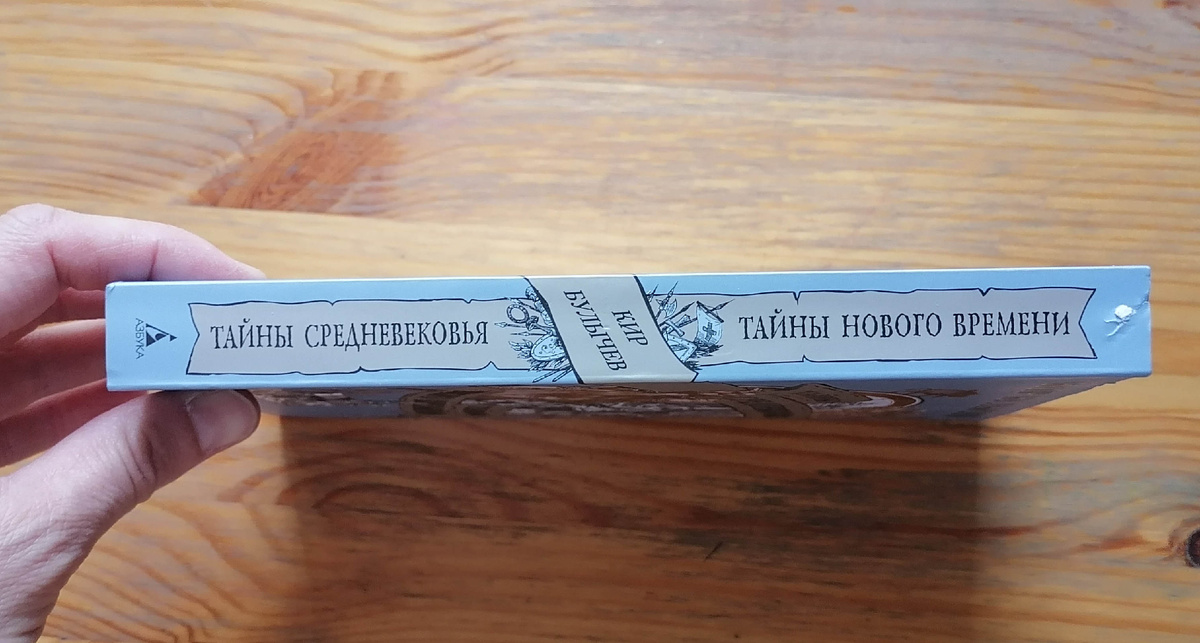 АЗБУКА
ТАЙНЫ СРЕДНЕВЕКОВЬЯ
КИР
БУЛЫЧЕВ
ТАЙНЫ НОВОГО ВРЕМЕНИ